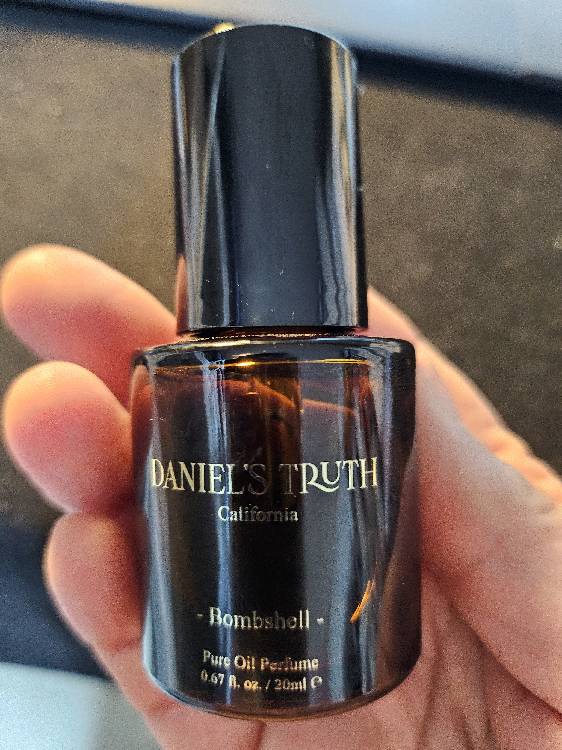 DANIEL'S TRUTH
California
- Bombshell -
Pure Oil Perfume
0.67 fl. oz. / 20ml ℮